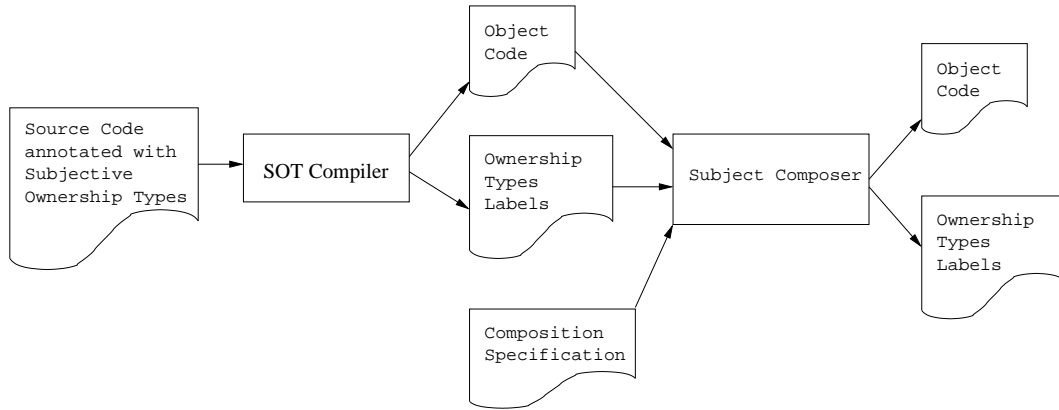 Source Code
annotated with
Subjective
Ownership Types
SOT Compiler
Object
Code
Ownership
Types
Labels
Composition
Specification
Subject Composer
Object
Code
Ownership
Types
Labels